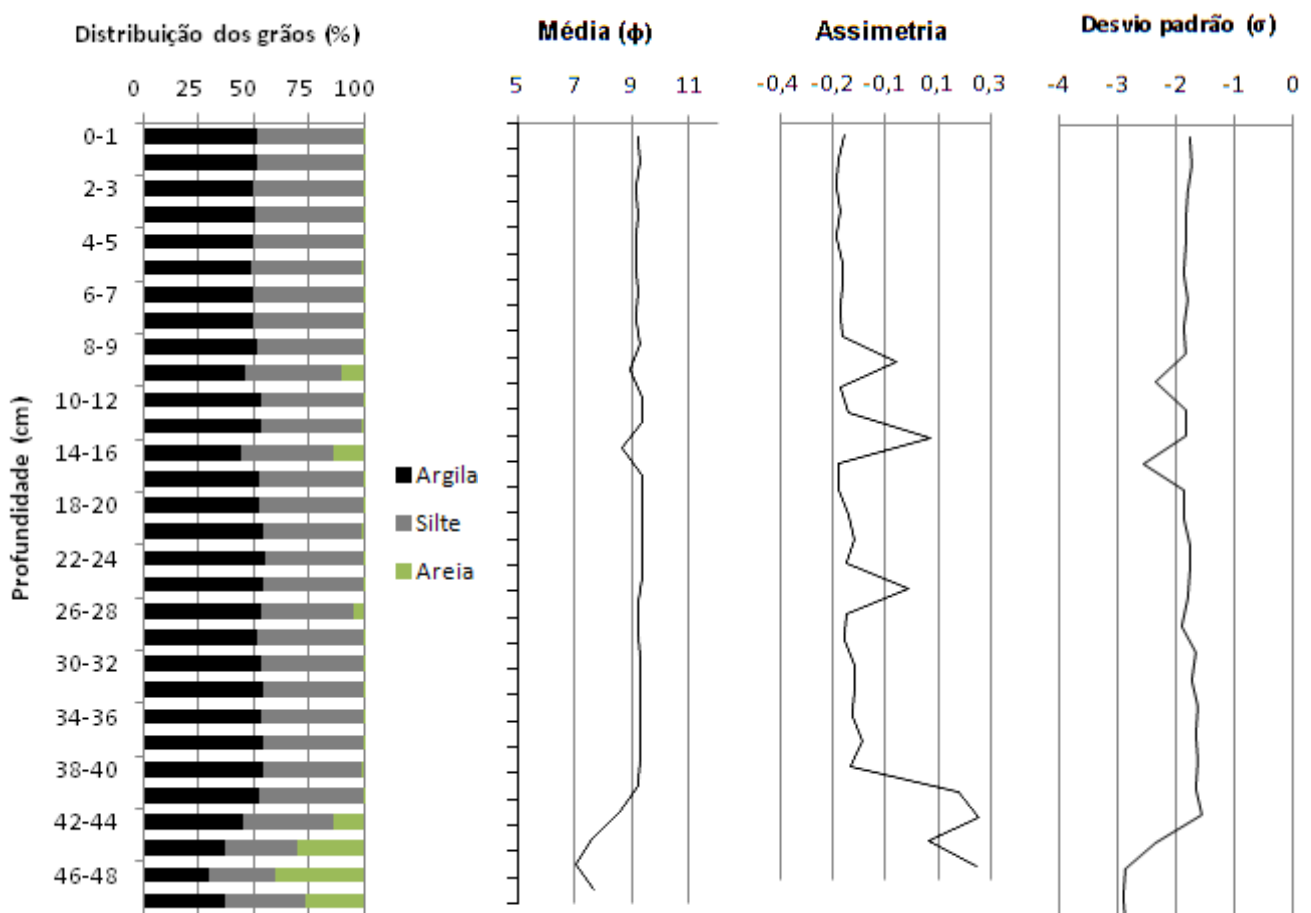 Distribuição dos grãos (%)
0 25 50 75 100
Profundidade (cm)
0-1
2-3
4-5
6-7
8-9
10-12
14-16
18-20
22-24
26-28
30-32
34-36
38-40
42-44
46-48
Argila
Silte
Areia
Média (ϕ)
5 7 9 11
Assimetria
-0,4 -0,2 -0,1 0,1 0,3
Desvio padrão (σ)
-4 -3 -2 -1 0